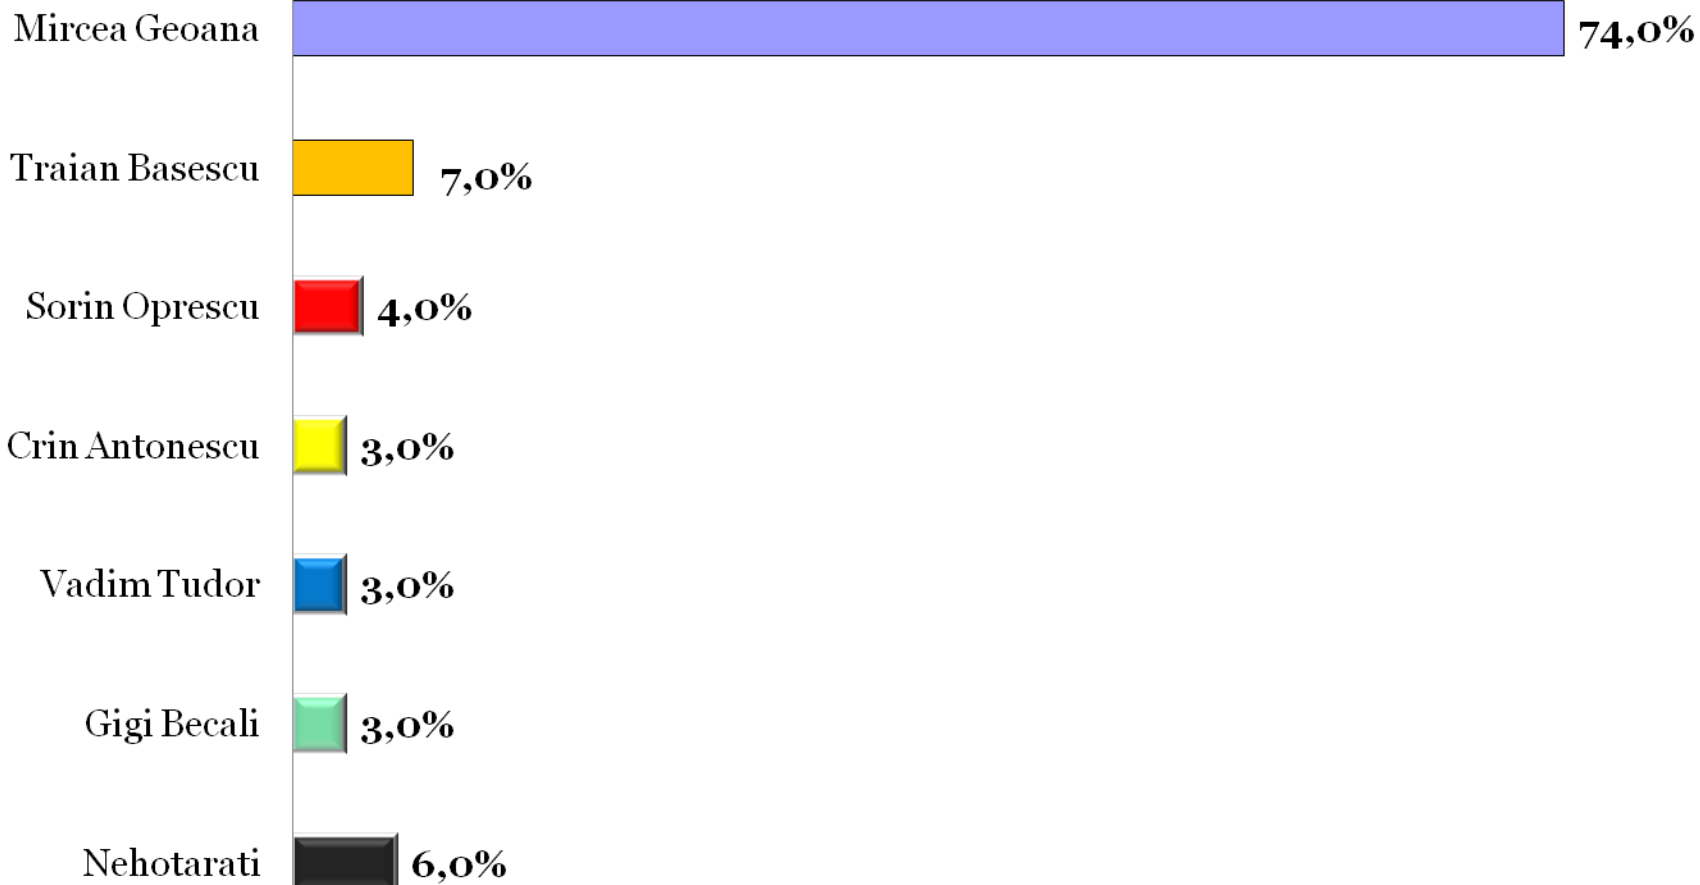 Mircea Geoana 74,0%
Traian Basescu 7,0%
Sorin Oprescu 4,0%
Crin Antonescu 3,0%
Vadim Tudor 3,0%
Gigi Becali 3,0%
Nehotarati 6,0%